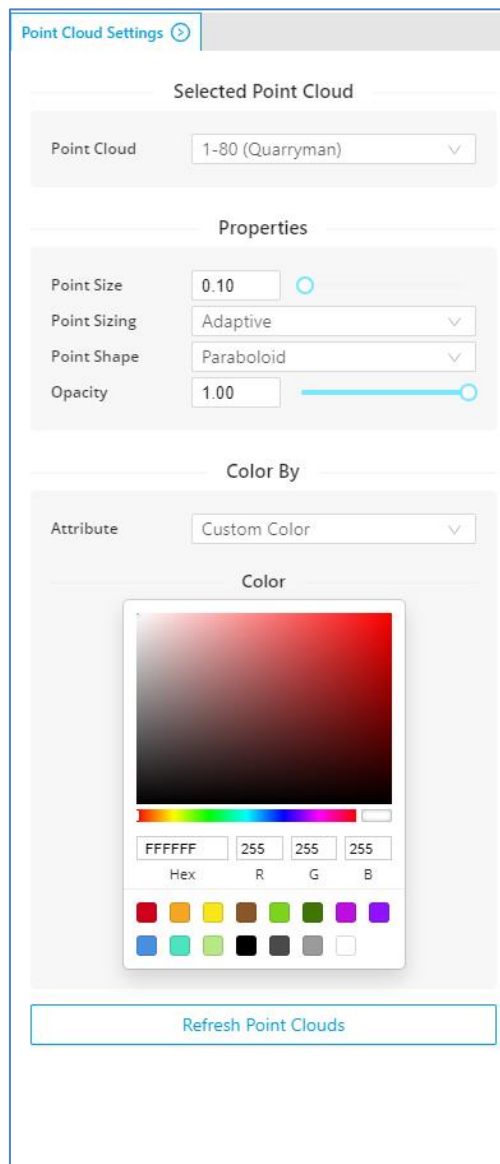 Point Cloud Settings
Selected Point Cloud
Point Cloud 1-80 (Quarryman)
Properties
Point Size 0.10
Point Sizing Adaptive
Point Shape Paraboloid
Opacity 1.00
Color By
Attribute Custom Color
Color
FFFFFF 255 255 255
Hex R G B
Refresh Point Clouds